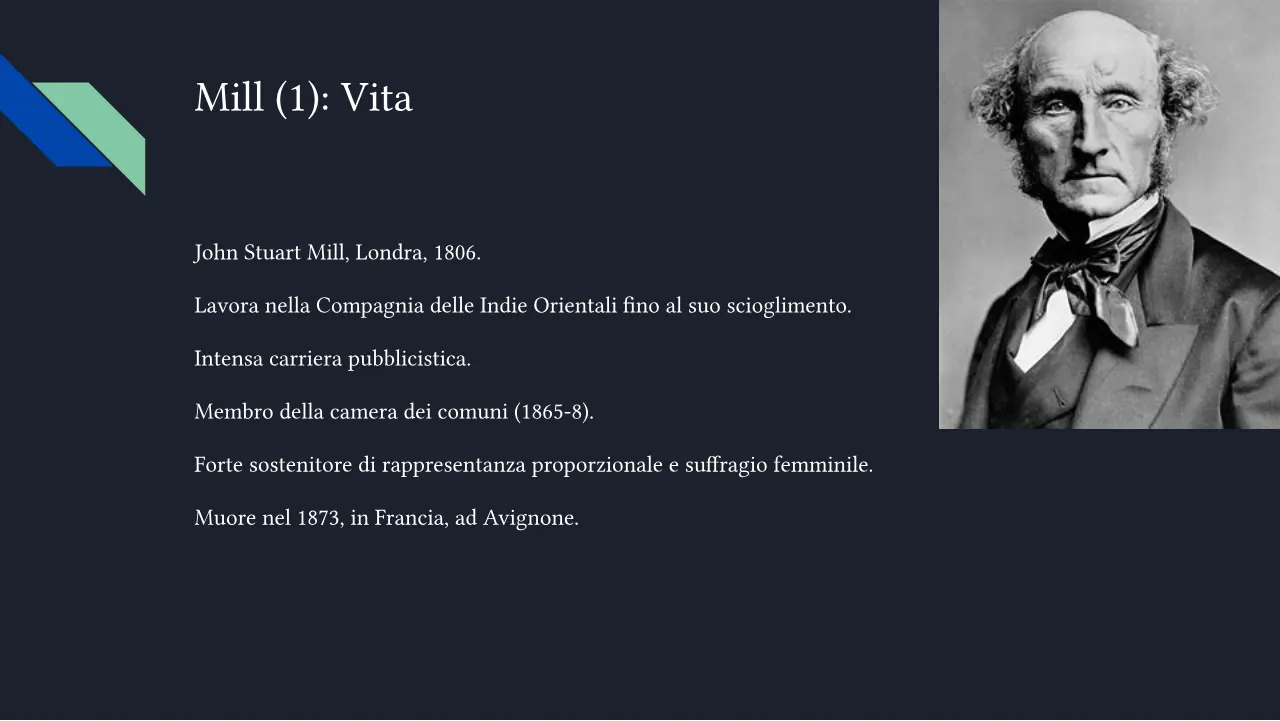 Mill (1): Vita
John Stuart Mill, Londra, 1806.
Lavora nella Compagnia delle Indie Orientali fino al suo scioglimento.
Intensa carriera pubblicistica.
Membro della camera dei comuni (1865-8).
Forte sostenitore di rappresentanza proporzionale e suffragio femminile.
Muore nel 1873, in Francia, ad Avignone.